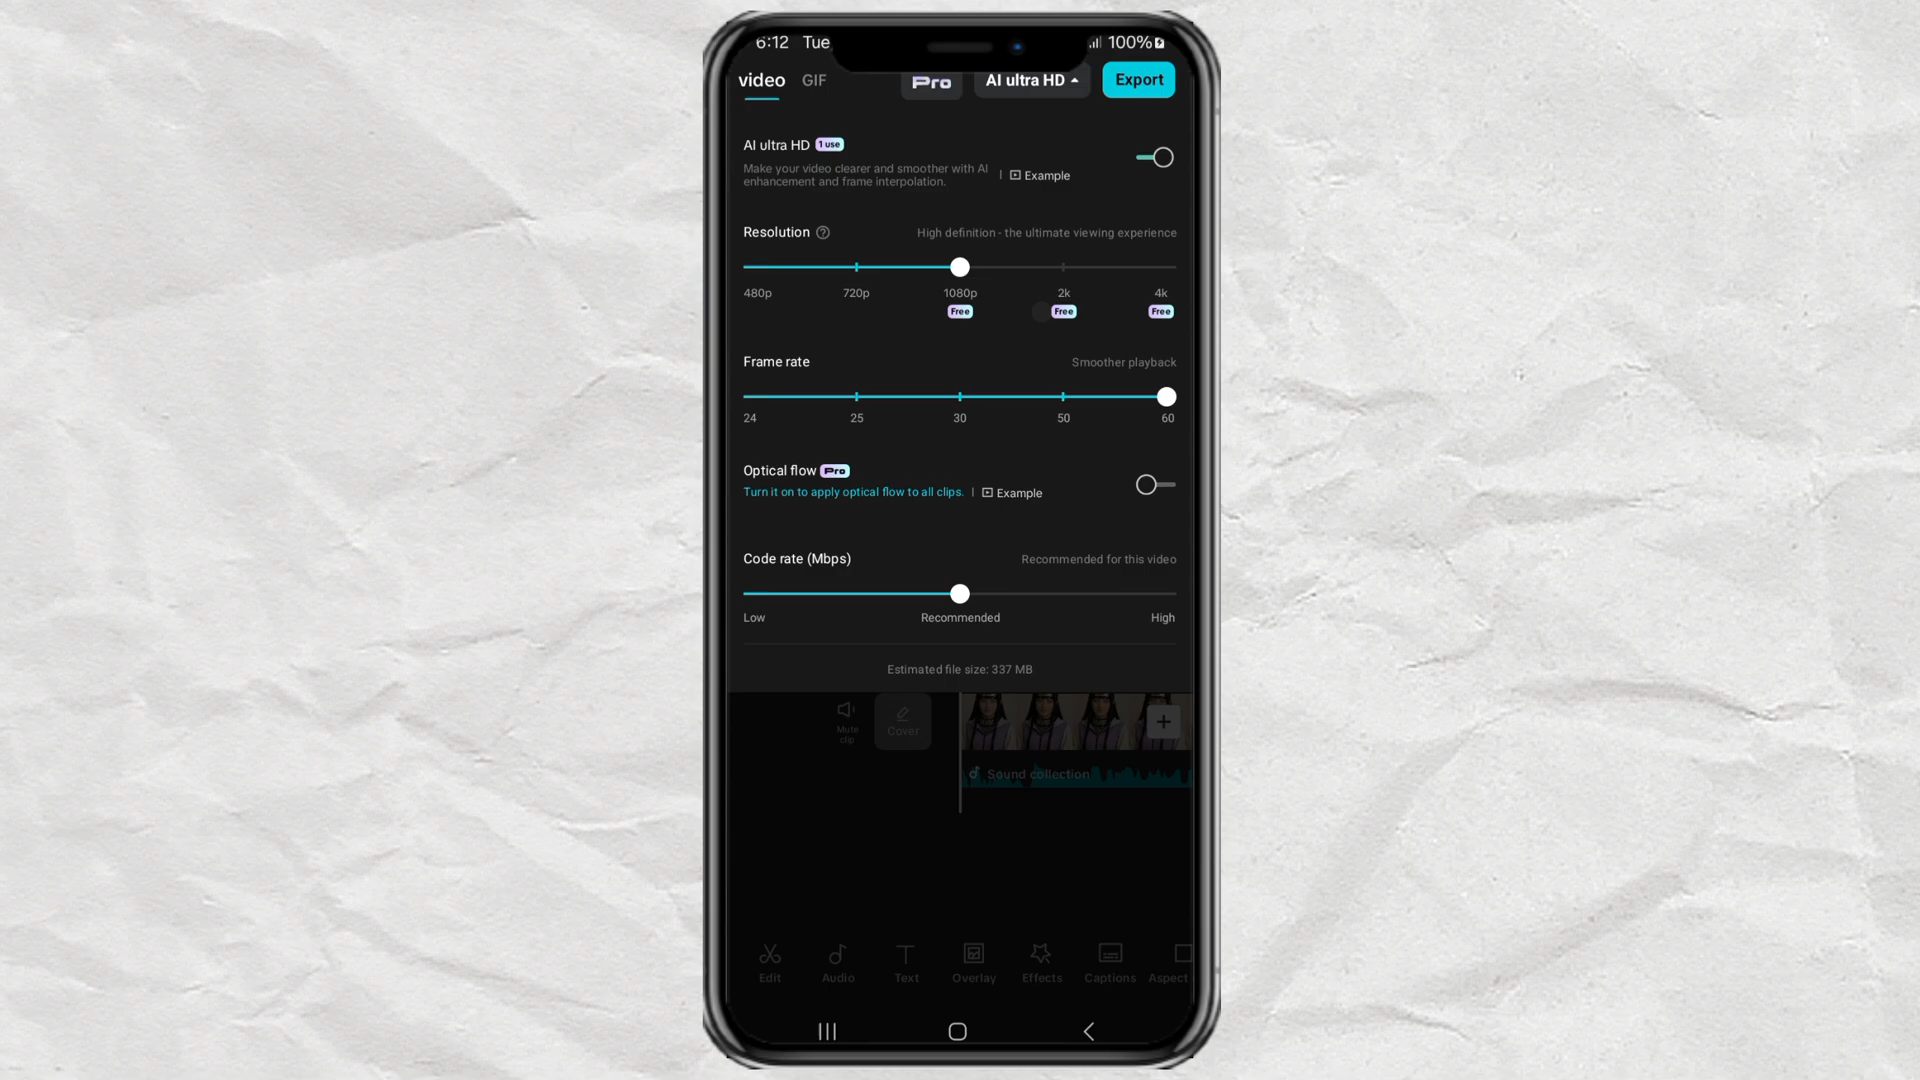 6:12 Tue 100%
video GIF Pro AI ultra HD Export
AI ultra HD 1 use
Make your video clearer and smoother with AI
enhancement and frame interpolation.
Example
Resolution High definition - the ultimate viewing experience
480p 720p 1080p 2k 4k
Free Free Free
Frame rate Smoother playback
24 25 30 50 60
Optical flow Pro
Turn it on to apply optical flow to all clips. Example
Code rate (Mbps) Recommended for this video
Low Recommended High
Estimated file size: 337 MB
Mute
clip
Cover
Sound collection
Edit Audio Text Overlay Effects Captions Aspect